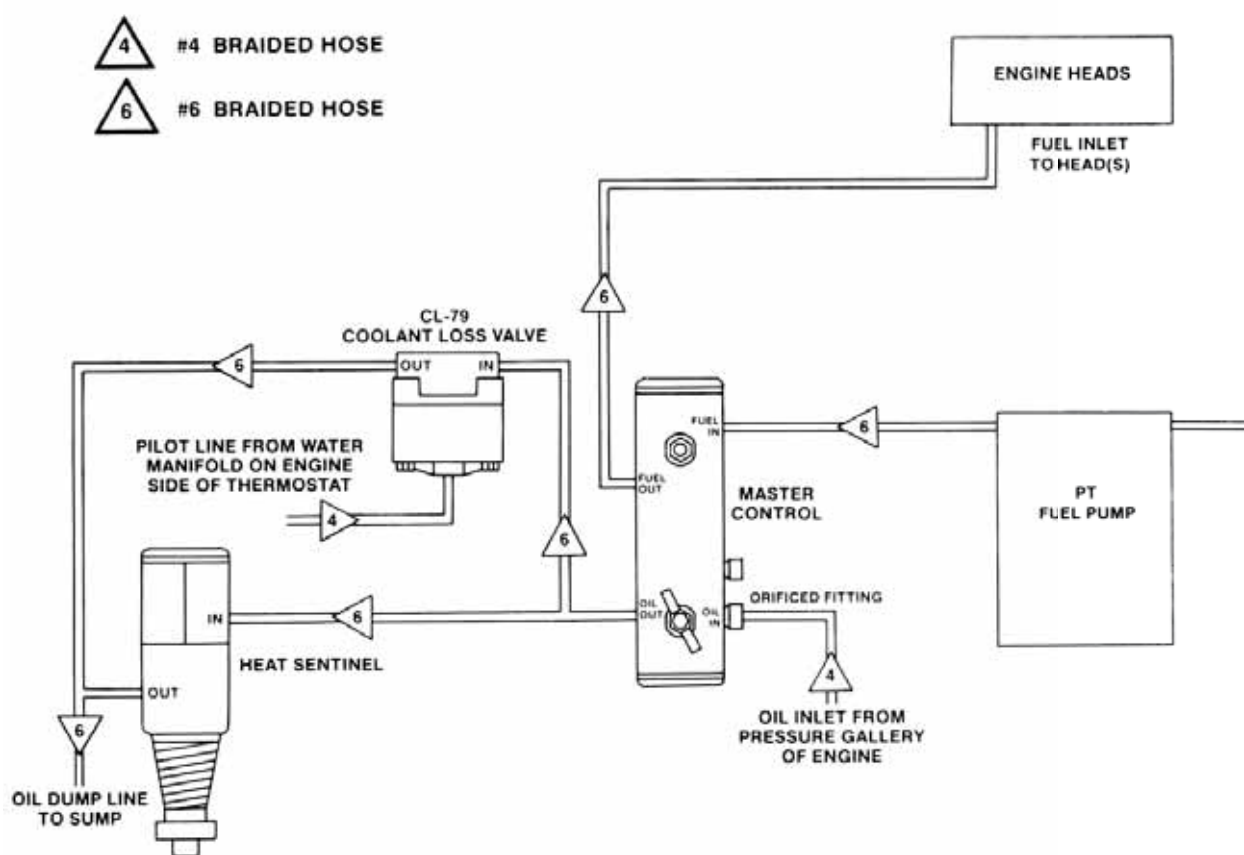 4 #4 BRAIDED HOSE
6 #6 BRAIDED HOSE
ENGINE HEADS
FUEL INLET
TO HEAD(S)
6
CL-79
COOLANT LOSS VALVE
OUT IN
6
PILOT LINE FROM WATER
MANIFOLD ON ENGINE
SIDE OF THERMOSTAT
4
6
FUEL
IN
6
FUEL
OUT
MASTER
CONTROL
PT
FUEL PUMP
OIL
OUT
OIL
IN
ORIFICED FITTING
4
OIL INLET FROM
PRESSURE GALLERY
OF ENGINE
IN
6
HEAT SENTINEL
OUT
6
OIL DUMP LINE
TO SUMP